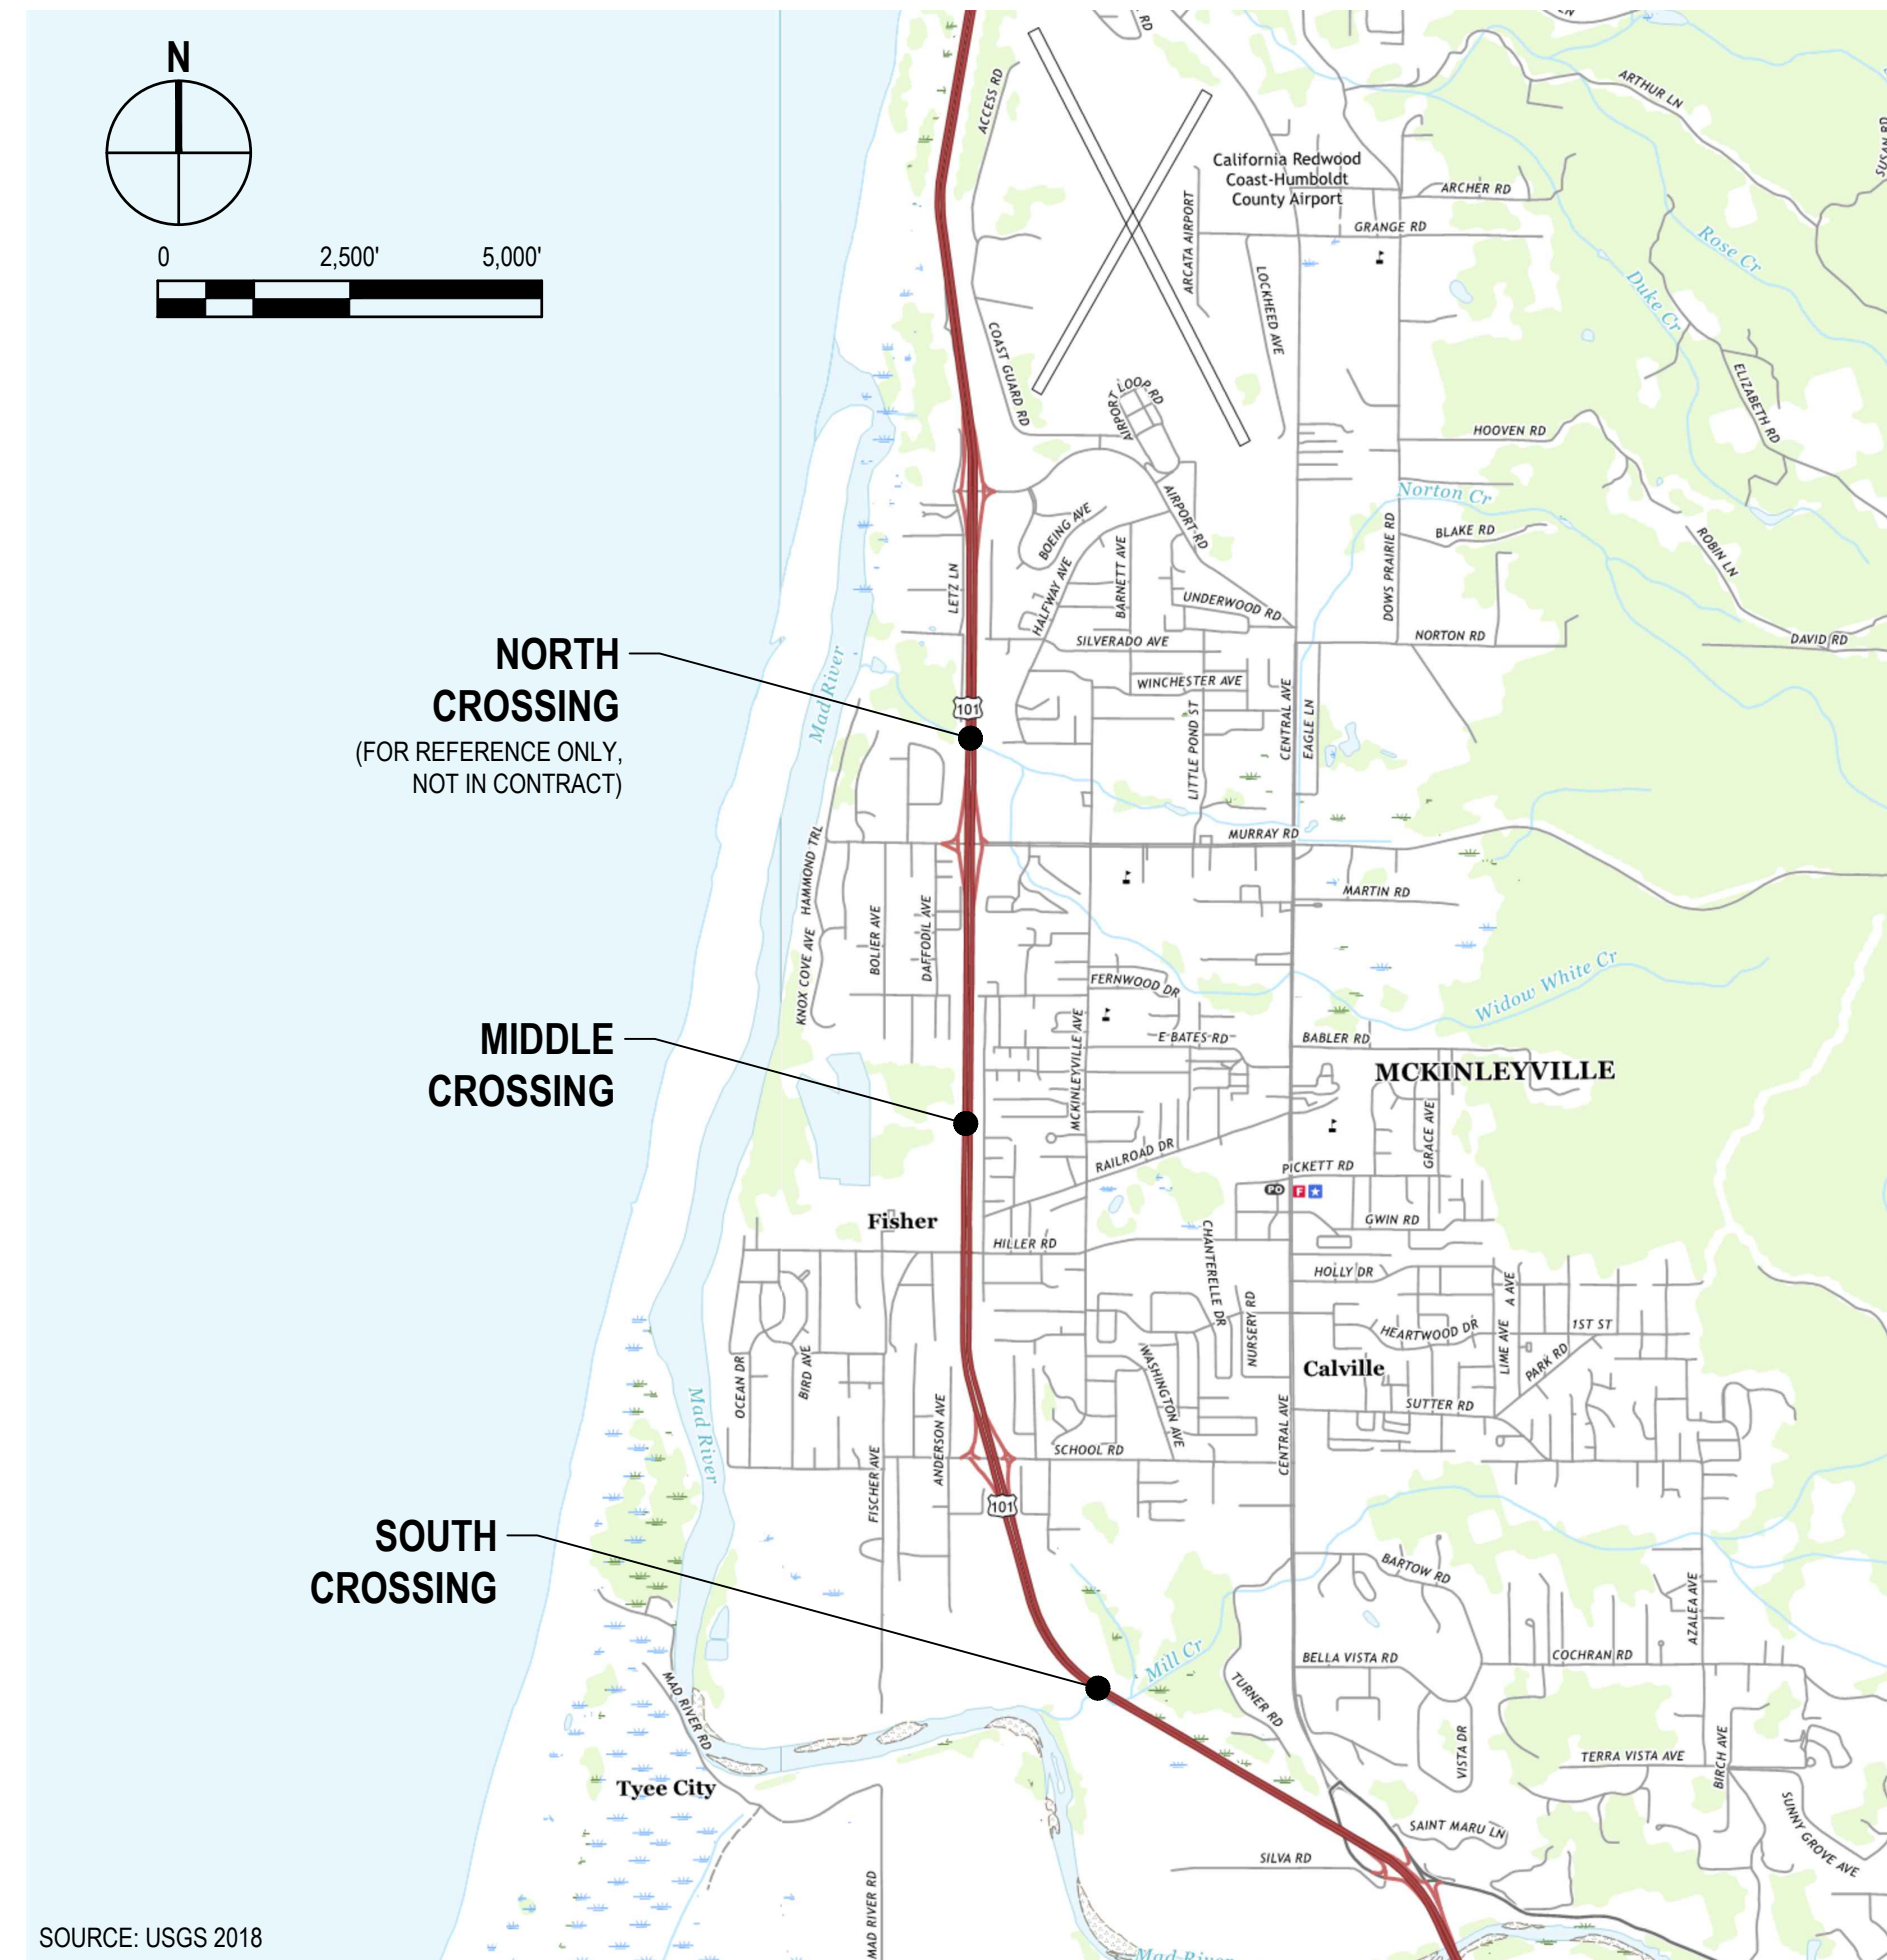 N
0 2,500' 5,000'
NORTH
CROSSING
(FOR REFERENCE ONLY,
NOT IN CONTRACT)
MIDDLE
CROSSING
SOUTH
CROSSING
SOURCE: USGS 2018
RD
ACCESS RD
ARTHUR LN
SUSAN RD
California Redwood
Coast-Humboldt
County Airport
ARCHER RD
GRANGE RD
ARCATA AIRPORT
LOCKHEED AVE
Rose Cr
Duke Cr
COAST GUARD RD
AIRPORT LOOP RD
ELIZABETH RD
HOOVEN RD
Norton Cr
AIRPORT RD
BOEING AVE
BLAKE RD
DOWS PRAIRIE RD
ROBIN LN
LETZ LN
HALFWAY AVE
BARNETT AVE
UNDERWOOD RD
SILVERADO AVE
NORTON RD
DAVID RD
Mad River
WINCHESTER AVE
101
LITTLE POND ST
CENTRAL AVE
EAGLE LN
MURRAY RD
HAMMOND TRL
KNOX COVE AVE
MARTIN RD
BOLIER AVE
DAFFODIL AVE
FERNWOOD DR
Widow White Cr
MCKINLEYVILLE AVE
E BATES RD
BABLER RD
MCKINLEYVILLE
GRACE AVE
RAILROAD DR
PICKETT RD
PO
F
Fisher
GWIN RD
HILLER RD
CHANTERELLE DR
HOLLY DR
A AVE
NURSERY RD
HEARTWOOD DR
1ST ST
LIME AVE
PARK RD
Calville
OCEAN DR
BIRD AVE
WASHINGTON AVE
SUTTER RD
Mad River
ANDERSON AVE
SCHOOL RD
CENTRAL AVE
FISCHER AVE
101
BARTOW RD
AZALEA AVE
Mill Cr
BELLA VISTA RD
COCHRAN RD
TURNER RD
MAD RIVER RD
VISTA DR
TERRA VISTA AVE
BIRCH AVE
Tyee City
SUNNY GROVE AVE
SAINT MARU LN
SILVA RD
MAD RIVER RD
Mad River